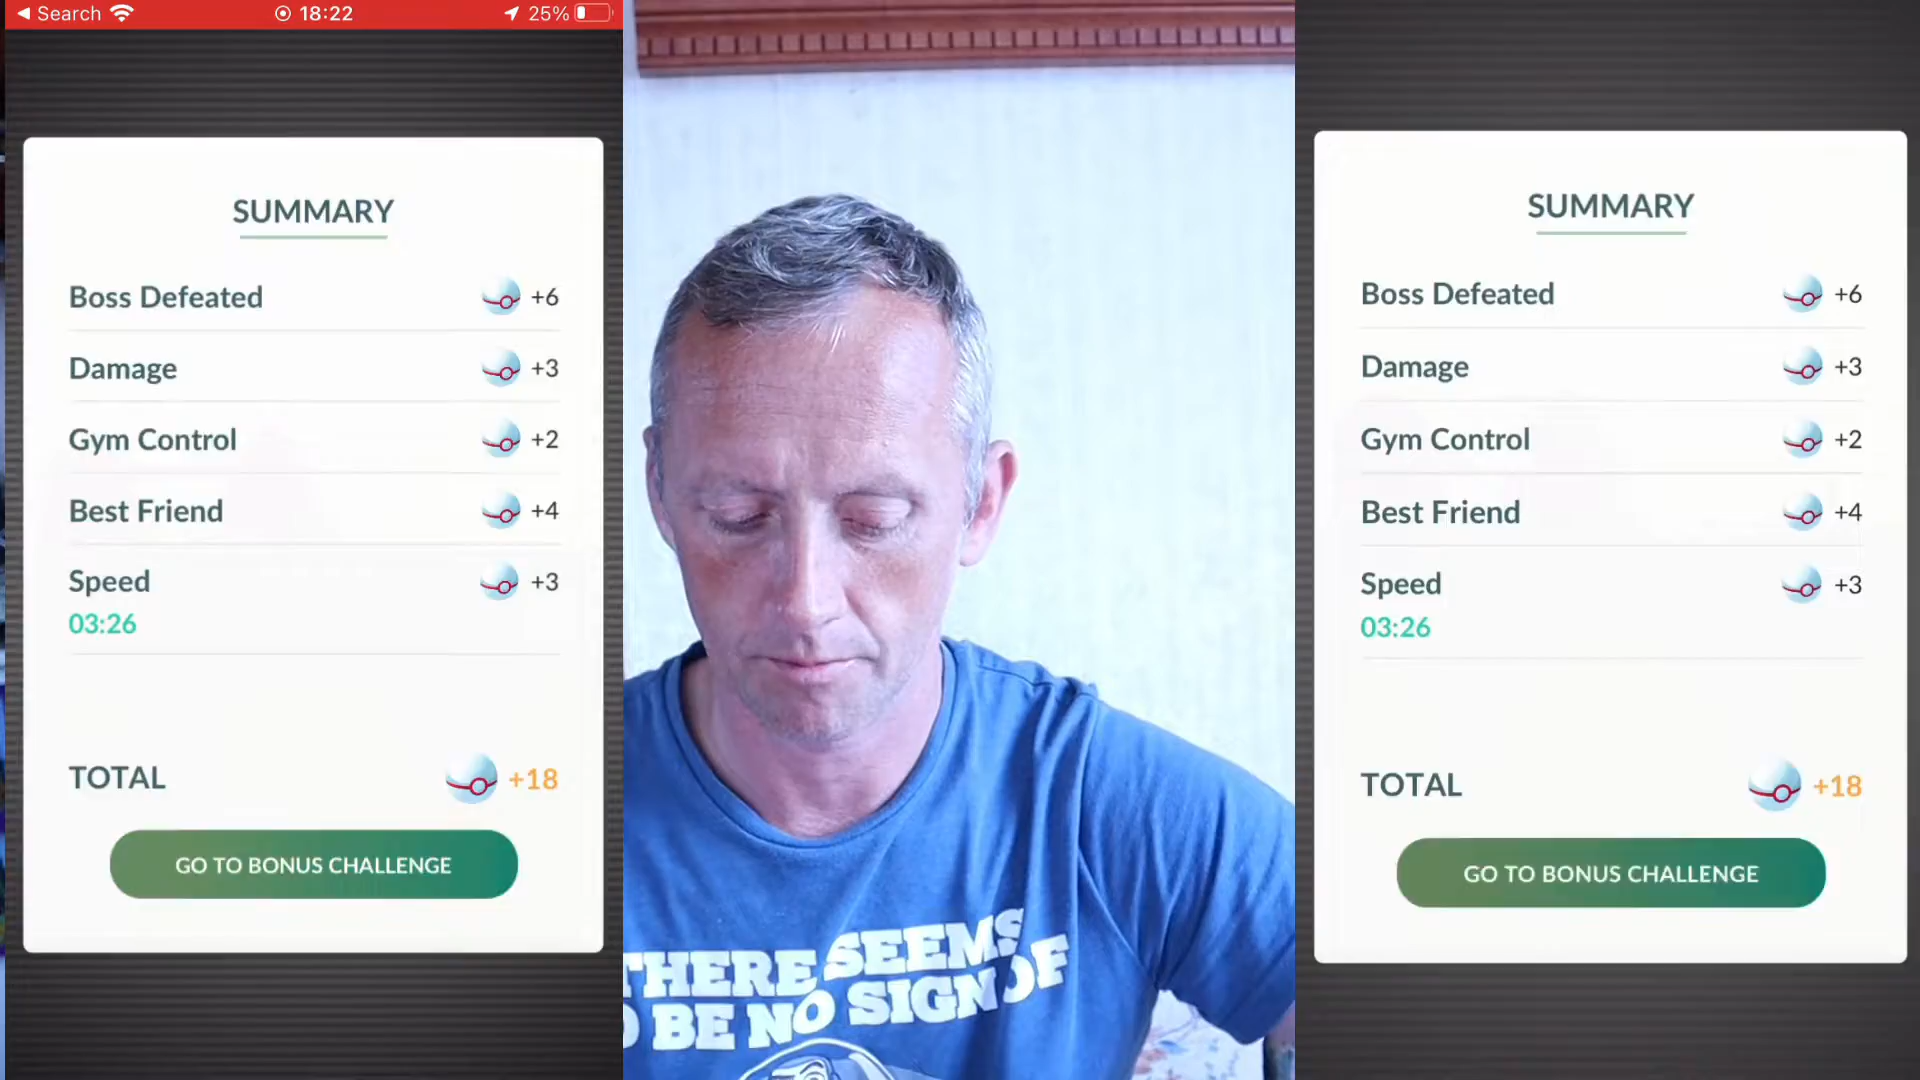 Search
18:22
25%
SUMMARY
Boss Defeated +6
Damage +3
Gym Control +2
Best Friend +4
Speed +3
03:26
TOTAL +18
GO TO BONUS CHALLENGE
THERE SEEMS
BE NO SIGN OF
SUMMARY
Boss Defeated +6
Damage +3
Gym Control +2
Best Friend +4
Speed +3
03:26
TOTAL +18
GO TO BONUS CHALLENGE